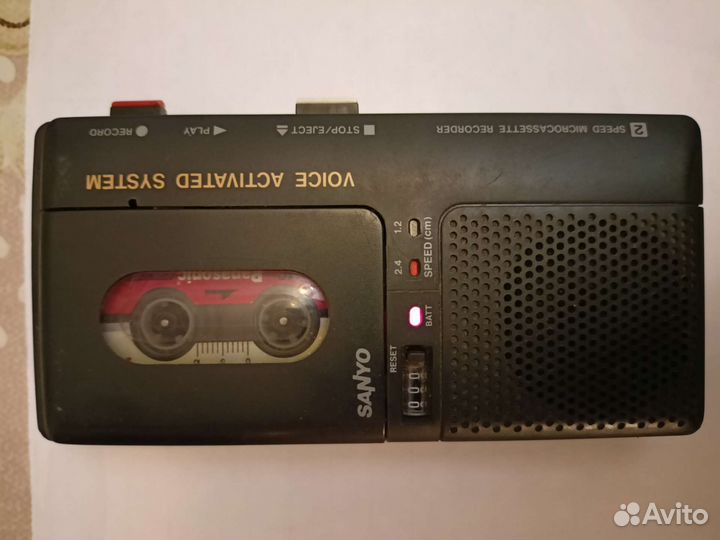 2 SPEED MICROCASSETTE RECORDER
■ STOP/EJECT ⏏
◀ PLAY
● RECORD
VOICE ACTIVATED SYSTEM
1.2
2.4
SPEED (cm)
BATT
RESET
000
SANYO
Panasonic
Avito